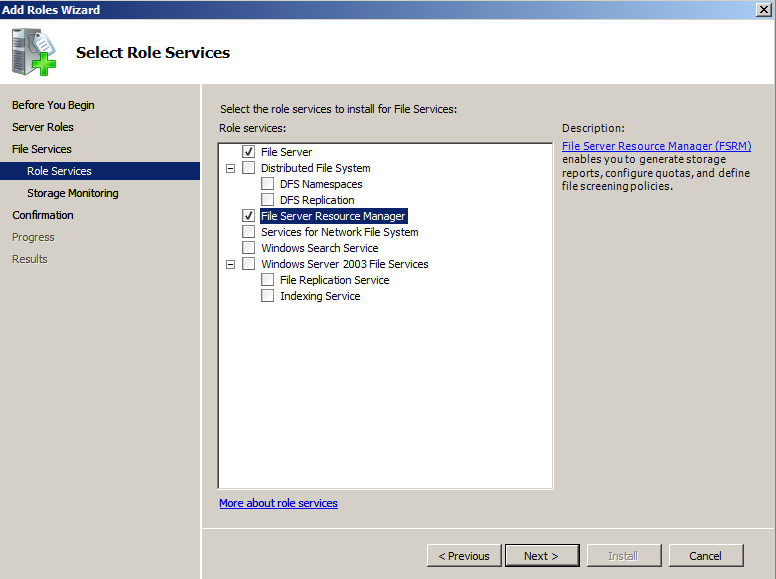 Add Roles Wizard
Select Role Services
Before You Begin
Server Roles
File Services
Role Services
Storage Monitoring
Confirmation
Progress
Results
Select the role services to install for File Services:
Role services:
File Server
Distributed File System
DFS Namespaces
DFS Replication
File Server Resource Manager
Services for Network File System
Windows Search Service
Windows Server 2003 File Services
File Replication Service
Indexing Service
More about role services
Description:
File Server Resource Manager (FSRM)
enables you to generate storage
reports, configure quotas, and define
file screening policies.
< Previous
Next >
Install
Cancel